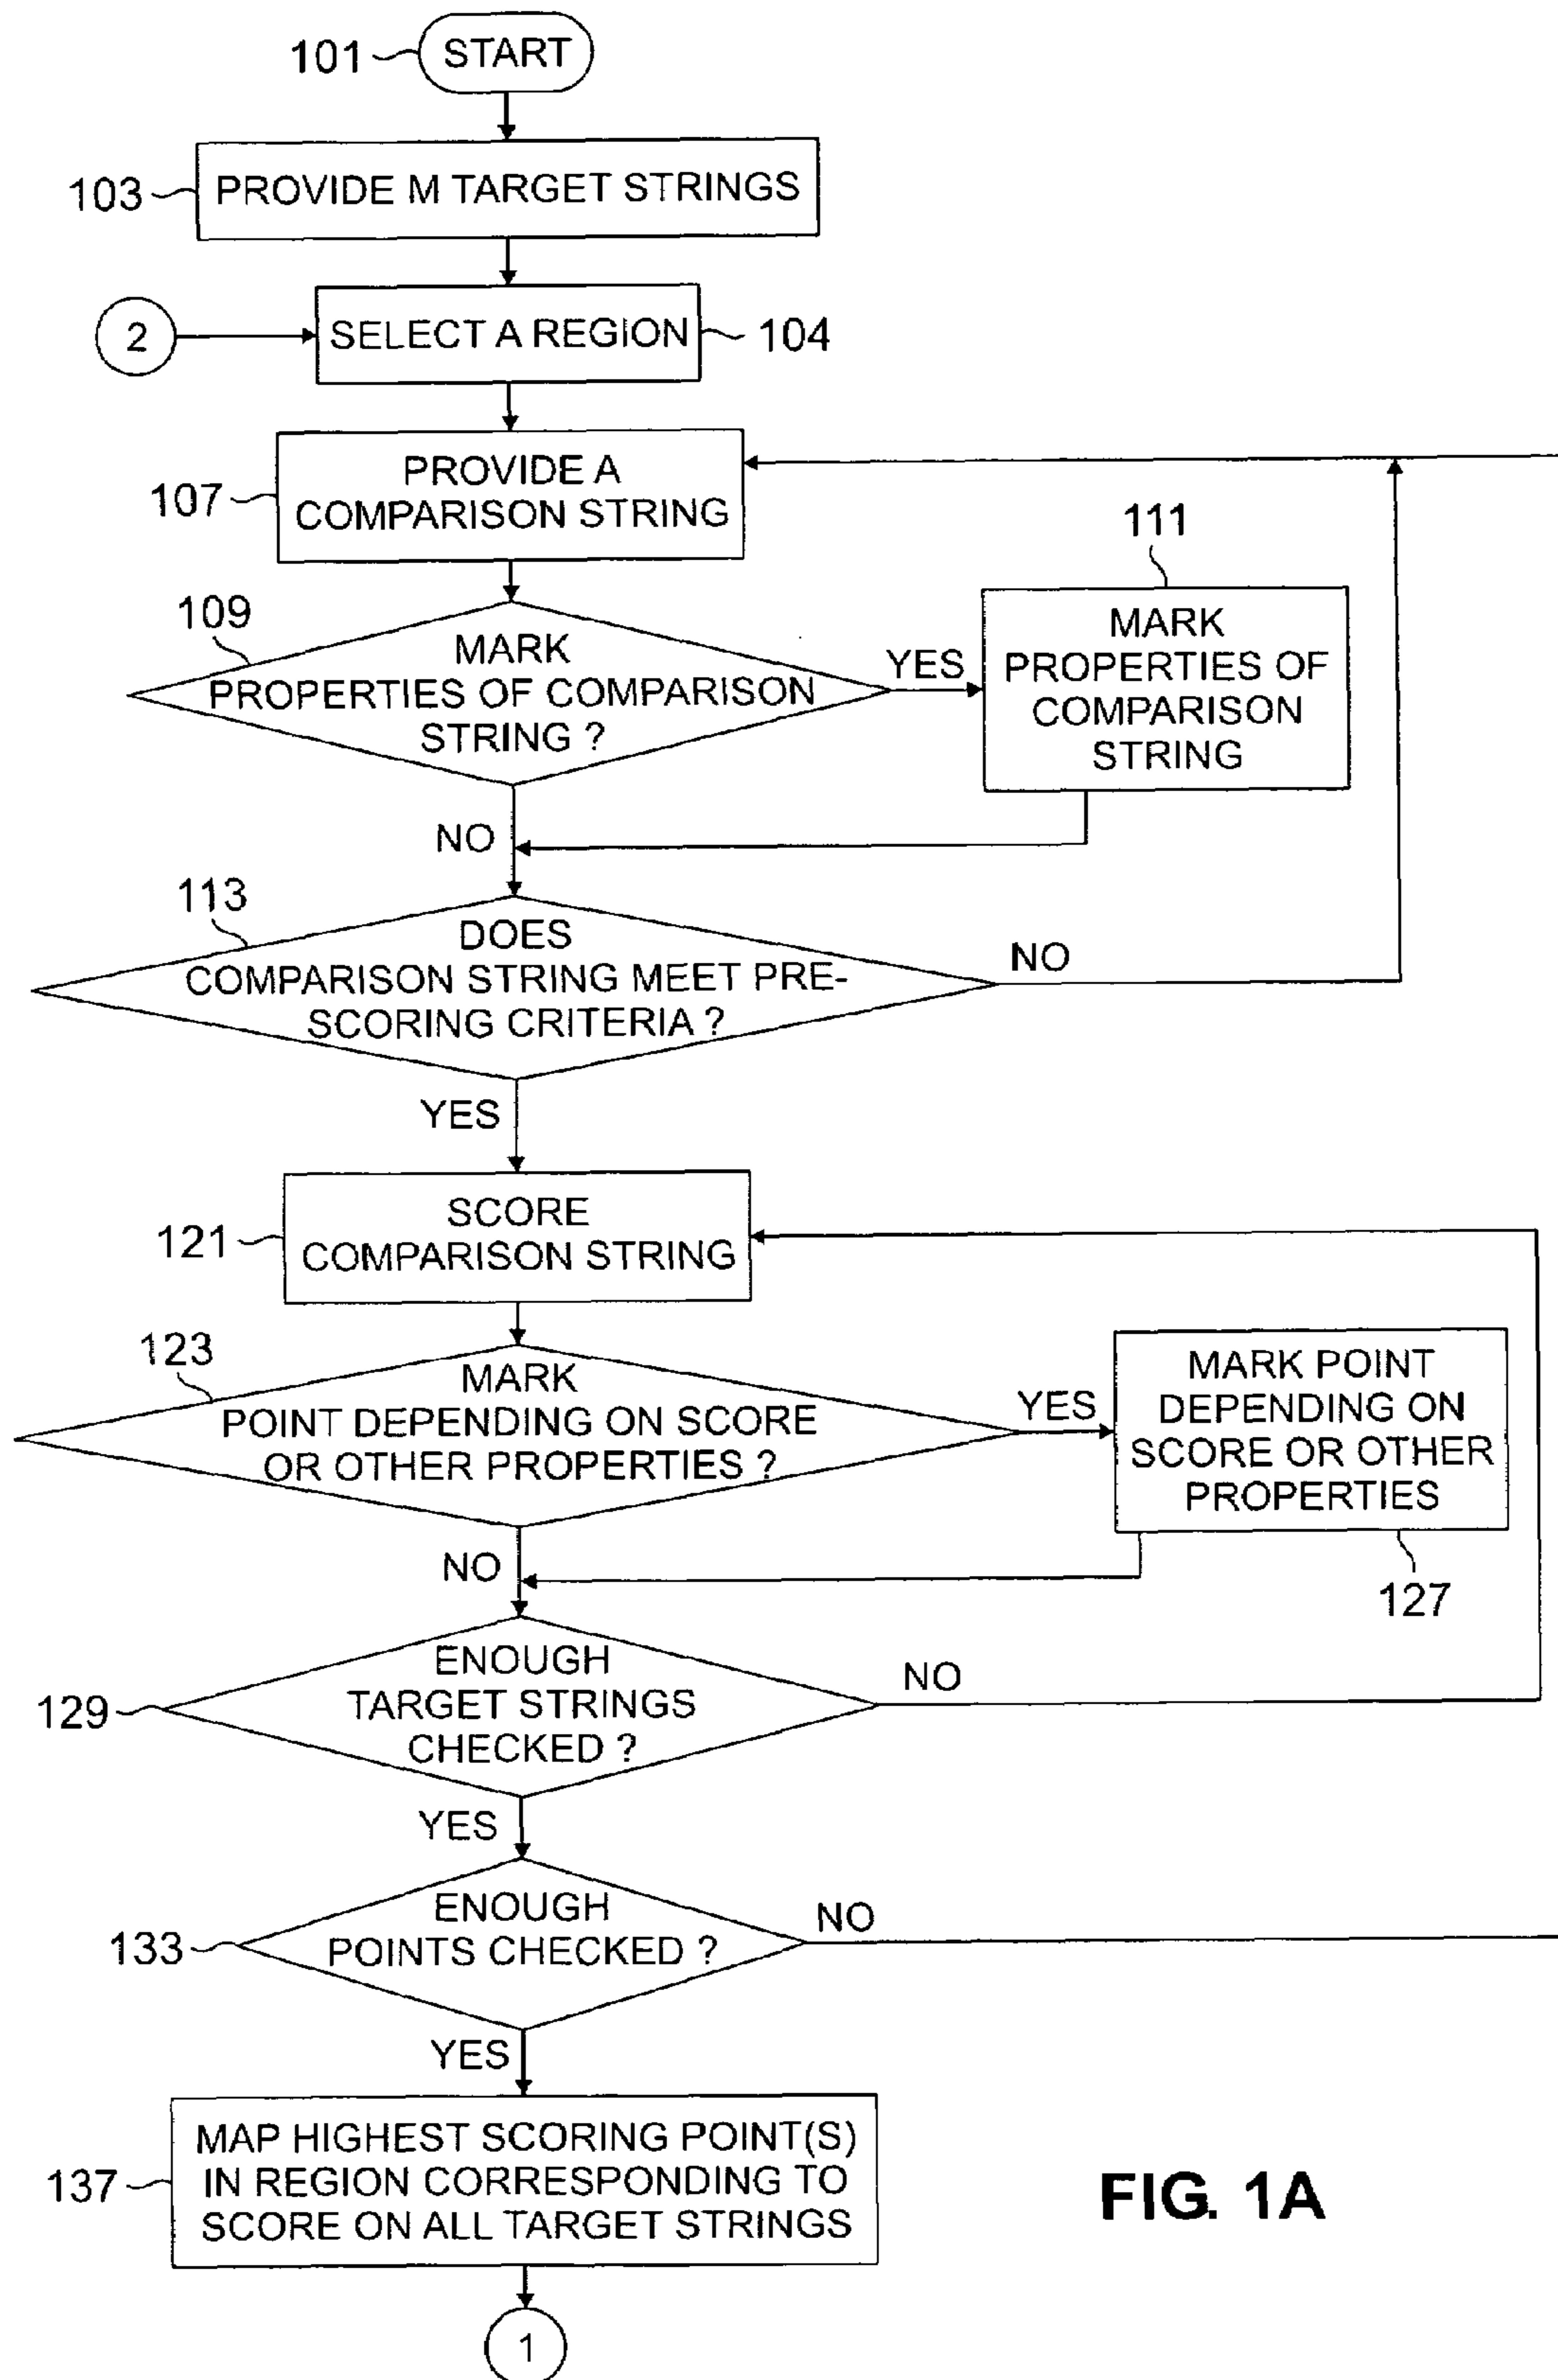 101
START
103
PROVIDE M TARGET STRINGS
2
SELECT A REGION
104
107
PROVIDE A
COMPARISON STRING
109
MARK
PROPERTIES OF COMPARISON
STRING ?
YES
111
MARK
PROPERTIES OF
COMPARISON
STRING
NO
113
DOES
COMPARISON STRING MEET PRE-
SCORING CRITERIA ?
NO
YES
121
SCORE
COMPARISON STRING
123
MARK
POINT DEPENDING ON SCORE
OR OTHER PROPERTIES ?
YES
MARK POINT
DEPENDING ON
SCORE OR OTHER
PROPERTIES
127
NO
129
ENOUGH
TARGET STRINGS
CHECKED ?
NO
YES
133
ENOUGH
POINTS CHECKED ?
NO
YES
137
MAP HIGHEST SCORING POINT(S)
IN REGION CORRESPONDING TO
SCORE ON ALL TARGET STRINGS
FIG. 1A
1